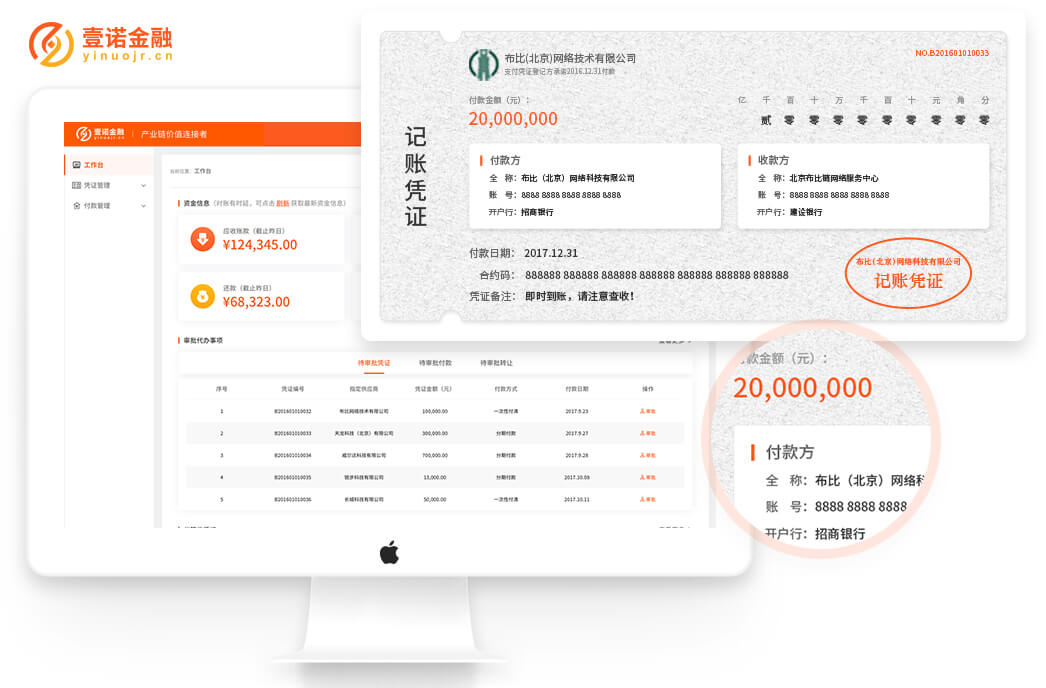 壹诺金融
yinuojr.cn
布比(北京)网络技术有限公司
支付凭证登记方承诺2016.12.31付款
NO.B201601010033
记账凭证
付款金额（元）：
20,000,000
亿 千 百 十 万 千 百 十 元 角 分
贰 零 零 零 零 零 零 零 零 零
付款方
全 称： 布比（北京）网络科技有限公司
账 号： 8888 8888 8888 8888 8888
开户行： 招商银行
收款方
全 称： 北京布比链网络服务中心
账 号： 8888 8888 8888 8888 8888
开户行： 建设银行
付款日期： 2017.12.31
合约码： 888888 888888 888888 888888 888888 888888 888888
凭证备注： 即时到账，请注意查收！
布比(北京)网络科技有限公司
记账凭证
壹诺金融
yinuojr.cn
产业链价值连接者
工作台
凭证管理
付款管理
当前位置： 工作台
资金信息（对账有时延，可点击 刷新 获取最新资金信息）
应收账款（截止昨日）
¥124,345.00
还款（截止昨日）
¥68,323.00
审批代办事项
待审批凭证 待审批付款 待审批转让
序号 凭证编号 指定供应商 凭证金额（元） 付款方式 付款日期 操作
1 B201601010032 布比网络技术有限公司 100,000.00 一次性付清 2017.9.23 审批
2 B201601010033 天龙科技（北京）有限公司 300,000.00 分期付款 2017.9.27 审批
3 B201601010034 威尔达科技有限公司 700,000.00 分期付款 2017.9.28 审批
4 B201601010035 锁步科技有限公司 13,000.00 分期付款 2017.10.09 审批
5 B201601010036 长城科技有限公司 50,000.00 一次性付清 2017.10.11 审批
款金额（元）：
20,000,000
付款方
全 称： 布比（北京）网络科
账 号： 8888 8888 8888
开户行： 招商银行